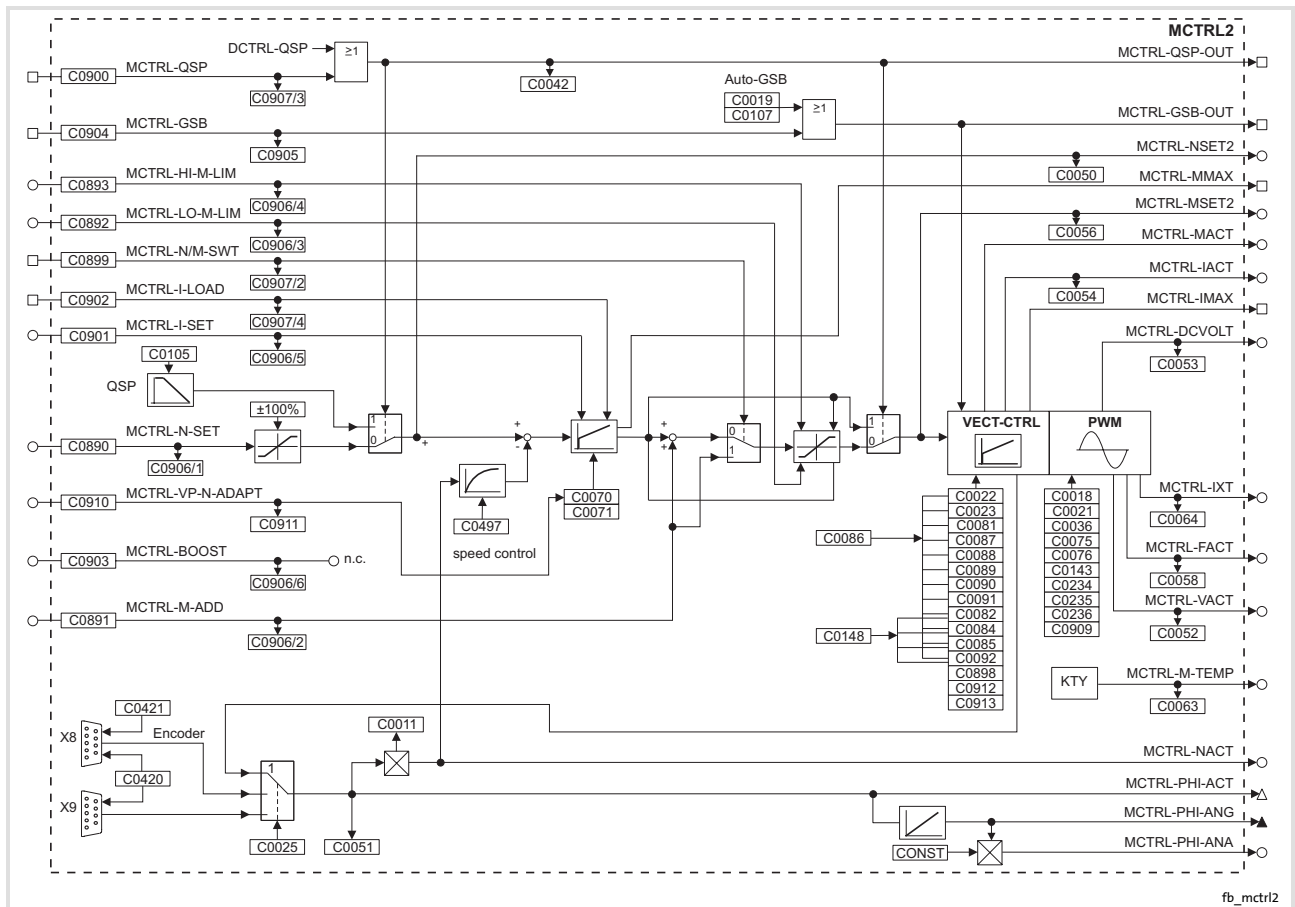 MCTRL2
DCTRL-QSP
≥1
MCTRL-QSP-OUT
C0900
MCTRL-QSP
C0907/3
C0042
Auto-GSB
C0019
C0107
≥1
MCTRL-GSB-OUT
C0904
MCTRL-GSB
C0905
MCTRL-NSET2
C0050
C0893
MCTRL-HI-M-LIM
C0906/4
MCTRL-MMAX
C0892
MCTRL-LO-M-LIM
C0906/3
MCTRL-MSET2
C0056
C0899
MCTRL-N/M-SWT
C0907/2
MCTRL-MACT
C0902
MCTRL-I-LOAD
C0907/4
MCTRL-IACT
C0054
C0901
MCTRL-I-SET
C0906/5
MCTRL-IMAX
MCTRL-DCVOLT
C0053
C0105
QSP
±100%
1
0
+
C0890
MCTRL-N-SET
C0906/1
+
-
+
+
0
1
1
0
VECT-CTRL
PWM
C0497
speed control
C0070
C0071
C0910
MCTRL-VP-N-ADAPT
C0911
C0903
MCTRL-BOOST
n.c.
C0906/6
C0891
MCTRL-M-ADD
C0906/2
C0086
C0148
C0022
C0023
C0081
C0087
C0088
C0089
C0090
C0091
C0082
C0084
C0085
C0092
C0898
C0912
C0913
C0018
C0021
C0036
C0075
C0076
C0143
C0234
C0235
C0236
C0909
MCTRL-IXT
C0064
MCTRL-FACT
C0058
MCTRL-VACT
C0052
KTY
MCTRL-M-TEMP
C0063
C0421
X8
Encoder
C0420
X9
1
C0025
C0051
C0011
MCTRL-NACT
MCTRL-PHI-ACT
MCTRL-PHI-ANG
CONST
MCTRL-PHI-ANA
fb_mctrl2